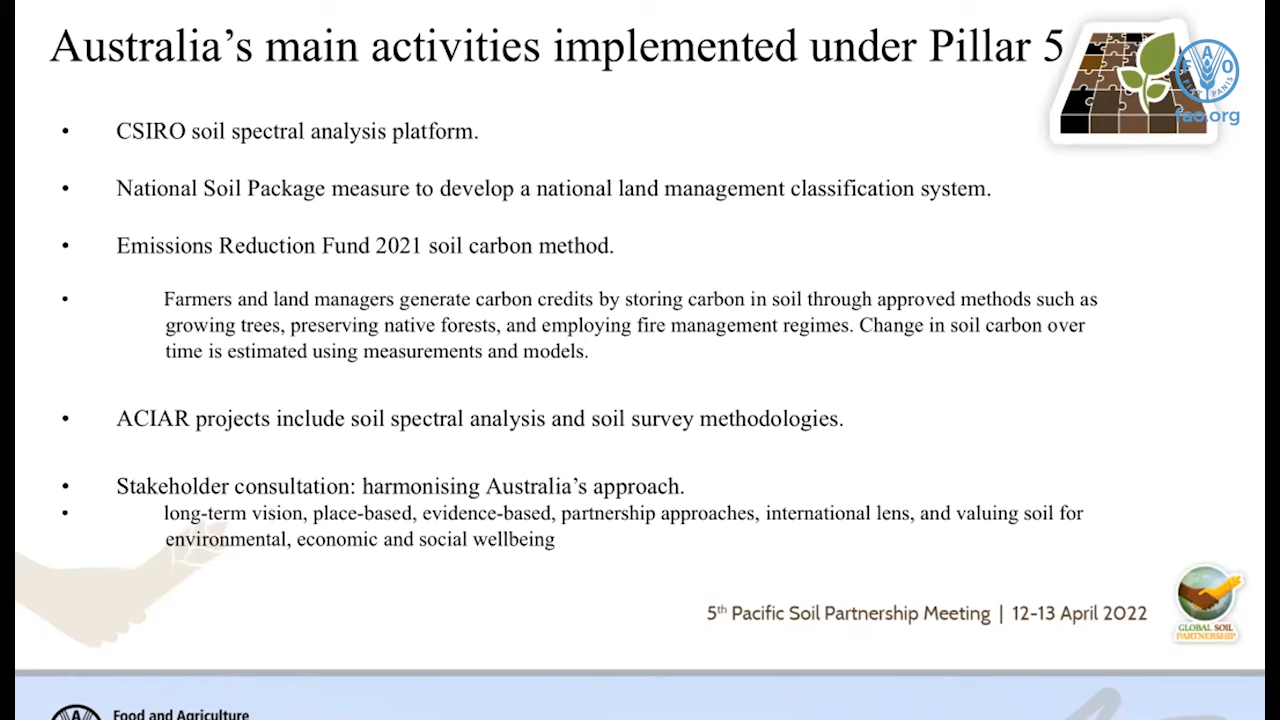 Australia’s main activities implemented under Pillar 5
FAO
FIAT PANIS
fao.org
• CSIRO soil spectral analysis platform.
• National Soil Package measure to develop a national land management classification system.
• Emissions Reduction Fund 2021 soil carbon method.
• Farmers and land managers generate carbon credits by storing carbon in soil through approved methods such as
growing trees, preserving native forests, and employing fire management regimes. Change in soil carbon over
time is estimated using measurements and models.
• ACIAR projects include soil spectral analysis and soil survey methodologies.
• Stakeholder consultation: harmonising Australia’s approach.
• long-term vision, place-based, evidence-based, partnership approaches, international lens, and valuing soil for
environmental, economic and social wellbeing
5th Pacific Soil Partnership Meeting | 12-13 April 2022
GLOBAL SOIL
PARTNERSHIP
Food and Agriculture